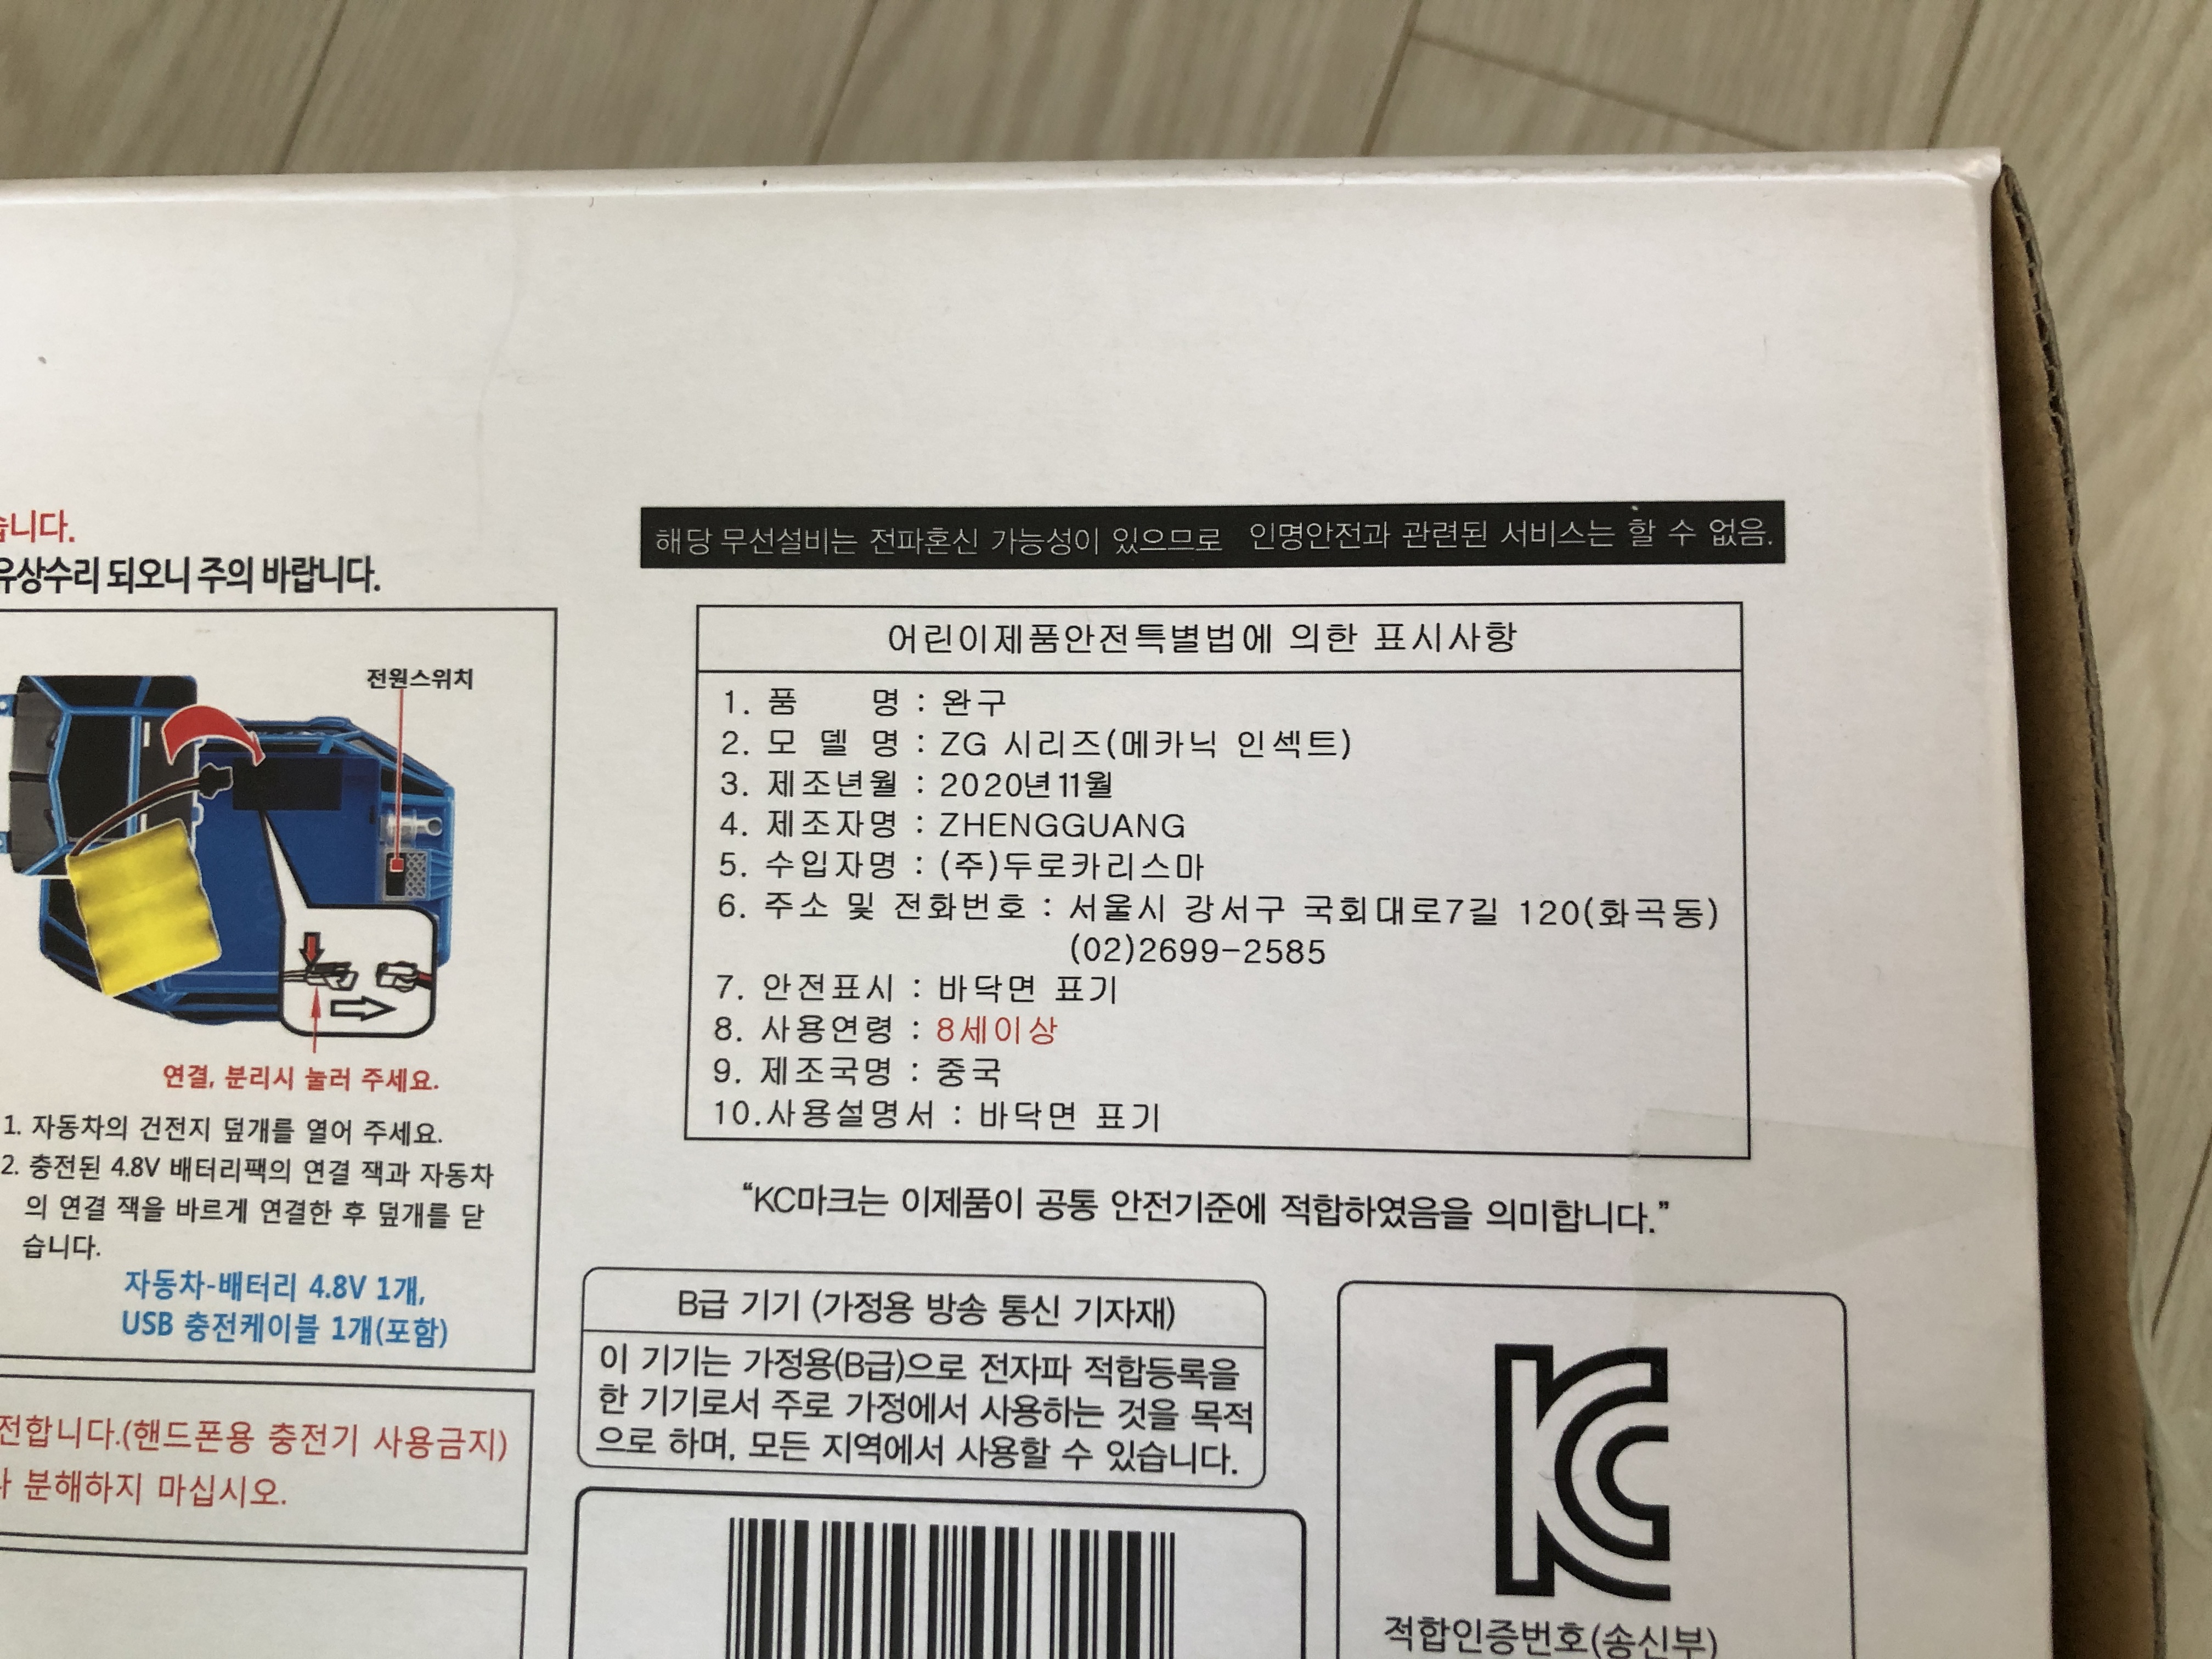 습니다.
유상수리 되오니 주의 바랍니다.
전원스위치
연결, 분리시 눌러 주세요.
1. 자동차의 건전지 덮개를 열어 주세요.
2. 충전된 4.8V 배터리팩의 연결 잭과 자동차
의 연결 잭을 바르게 연결한 후 덮개를 닫
습니다.
자동차-배터리 4.8V 1개,
USB 충전케이블 1개(포함)
전합니다.(핸드폰용 충전기 사용금지)
분해하지 마십시오.
해당 무선설비는 전파혼신 가능성이 있으므로 인명안전과 관련된 서비스는 할 수 없음.
어린이제품안전특별법에 의한 표시사항
1. 품 명 : 완구
2. 모 델 명 : ZG 시리즈(메카닉 인섹트)
3. 제조년월 : 2020년11월
4. 제조자명 : ZHENGGUANG
5. 수입자명 : (주)두로카리스마
6. 주소 및 전화번호 : 서울시 강서구 국회대로7길 120(화곡동)
(02)2699-2585
7. 안전표시 : 바닥면 표기
8. 사용연령 : 8세이상
9. 제조국명 : 중국
10.사용설명서 : 바닥면 표기
“KC마크는 이제품이 공통 안전기준에 적합하였음을 의미합니다.”
B급 기기 (가정용 방송 통신 기자재)
이 기기는 가정용(B급)으로 전자파 적합등록을
한 기기로서 주로 가정에서 사용하는 것을 목적
으로 하며, 모든 지역에서 사용할 수 있습니다.
KC
적합인증번호(송신부)